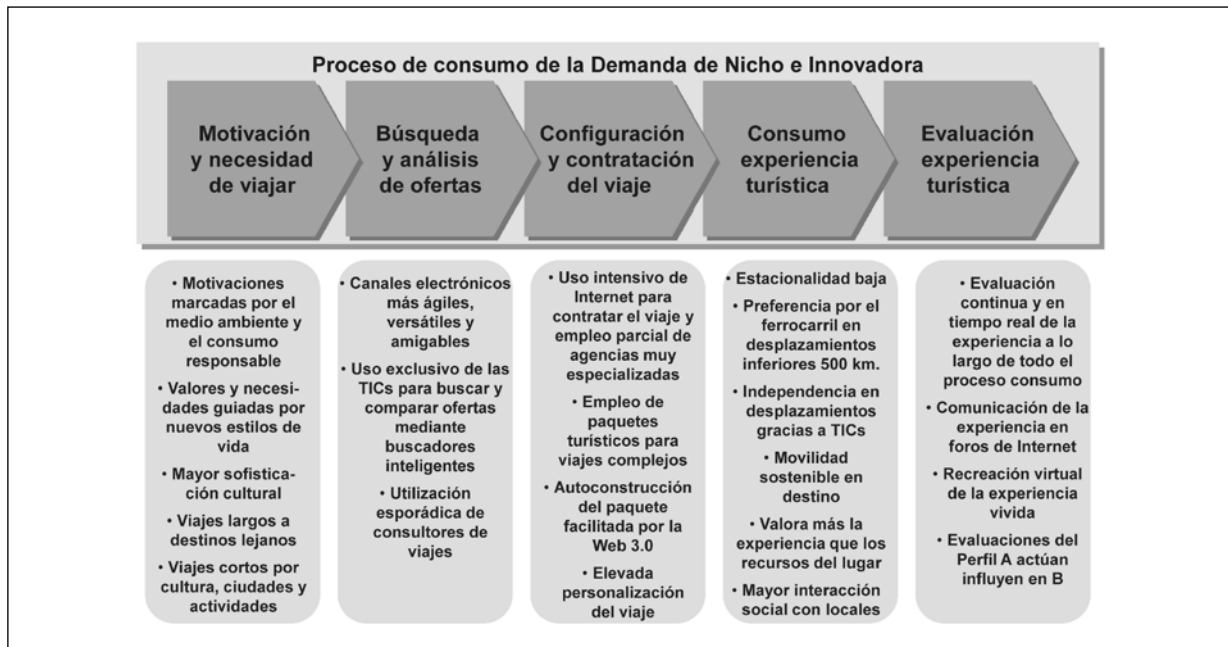 Proceso de consumo de la Demanda de Nicho e Innovadora
Motivación
y necesidad
de viajar
Búsqueda
y análisis
de ofertas
Configuración
y contratación
del viaje
Consumo
experiencia
turística
Evaluación
experiencia
turística
• Motivaciones
marcadas por el
medio ambiente y
el consumo
responsable
• Valores y necesi-
dades guiadas por
nuevos estilos de
vida
• Mayor sofistic-
ación cultural
• Viajes largos a
destinos lejanos
• Viajes cortos por
cultura, ciudades y
actividades
• Canales electrónicos
más ágiles,
versátiles y
amigables
• Uso exclusivo de las
TICs para buscar y
comparar ofertas
mediante
buscadores
inteligentes
• Utilización
esporádica de
consultores de
viajes
• Uso intensivo de
Internet para
contratar el viaje y
empleo parcial de
agencias muy
especializadas
• Empleo de
paquetes
turísticos para
viajes complejos
• Autoconstrucción
del paquete
facilitada por la
Web 3.0
• Elevada
personalización
del viaje
• Estacionalidad baja
• Preferencia por el
ferrocarril en
desplazamientos
inferiores 500 km.
• Independencia en
desplazamientos
gracias a TICs
• Movilidad
sostenible en
destino
• Valora más la
experiencia que los
recursos del lugar
• Mayor interacción
social con locales
• Evaluación
continua y en
tiempo real de la
experiencia a lo
largo de todo el
proceso consumo
• Comunicación de la
experiencia en
foros de Internet
• Recreación virtual
de la experiencia
vivida
• Evaluaciones del
Perfil A actúan
influyen en B